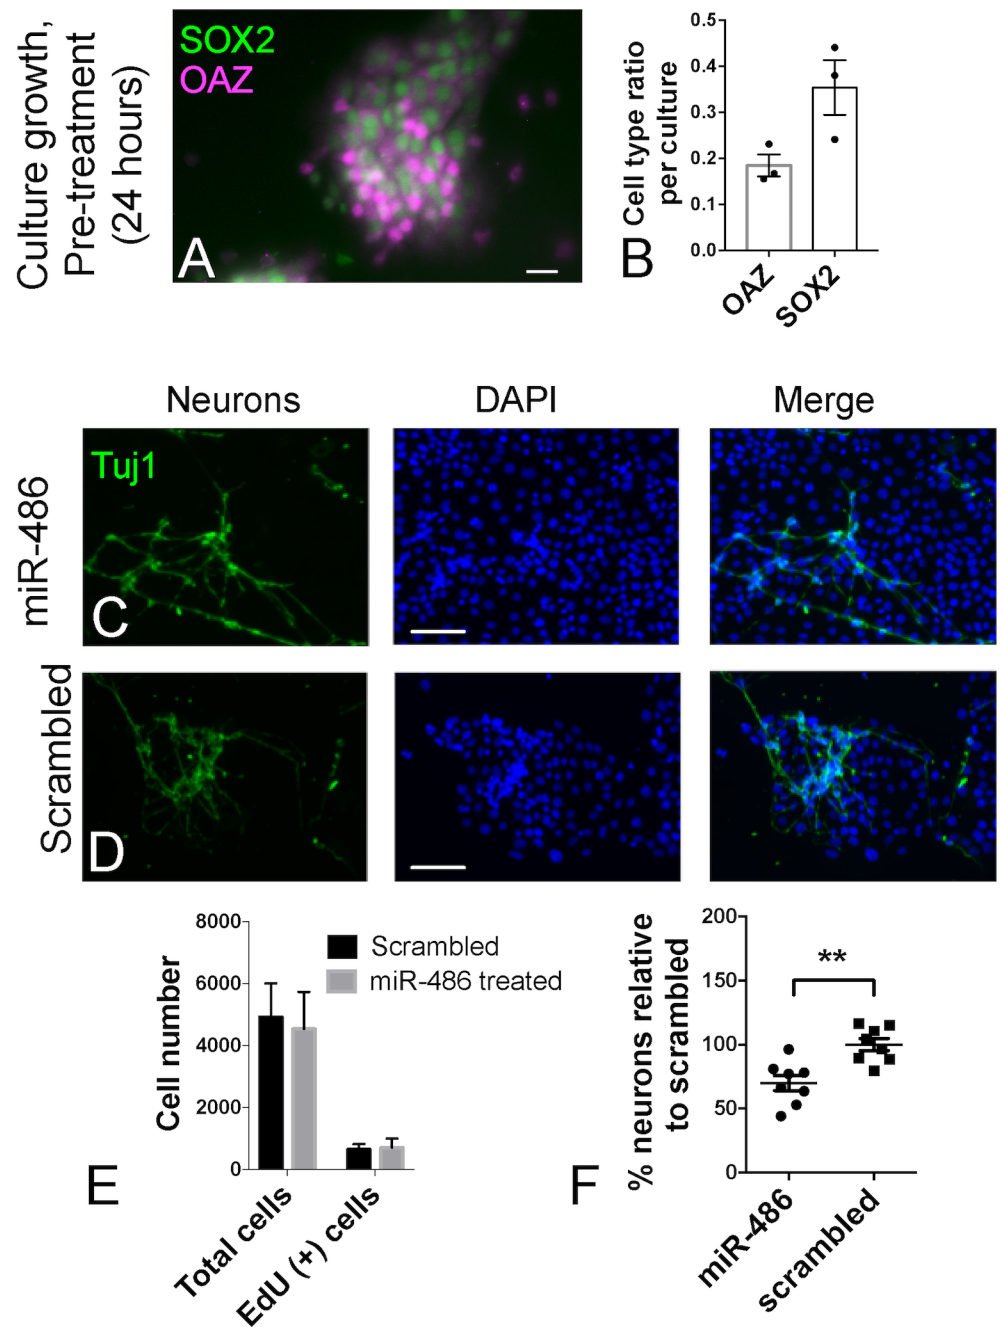 Culture growth,
Pre-treatment
(24 hours)
SOX2
OAZ
A
Cell type ratio
per culture
0.5
0.4
0.3
0.2
0.1
0.0
B
OAZ
SOX2
Neurons
DAPI
Merge
miR-486
Tuj1
C
Scrambled
D
Cell number
8000
6000
4000
2000
0
Scrambled
miR-486 treated
E
Total cells
EdU (+) cells
% neurons relative
to scrambled
200
150
100
50
0
**
F
miR-486
scrambled